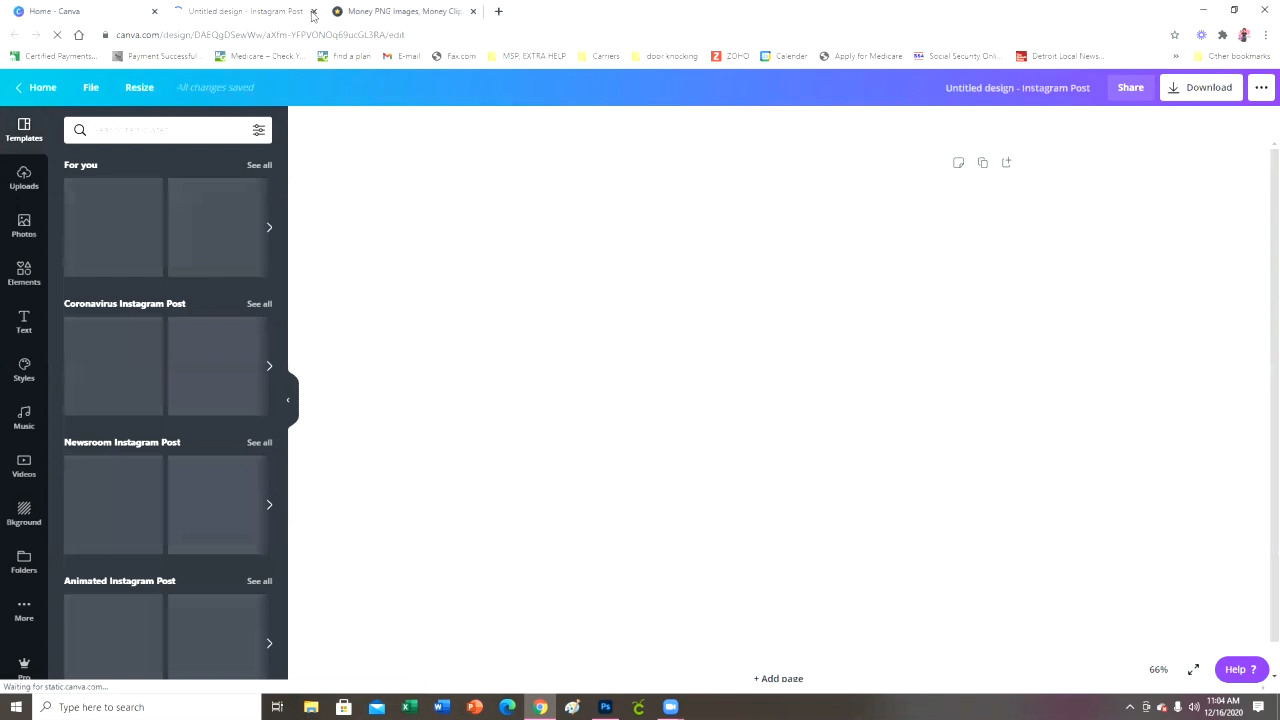 Home - Canva
Untitled design - Instagram Post
Money PNG Images, Money Clip
canva.com/design/DAEQgDSewWw/aXfm-YFPVONOq69ucGL3RA/edit
Certified Payments...
Payment Successful...
Medicare – Check Y...
find a plan
E-mail
Fax.com
MSP, EXTRA HELP
Carriers
door knocking
ZOHO
Calender
Apply for Medicare
Social Security Onli...
Detroit Local News...
»
Other bookmarks
Home
File
Resize
All changes saved
Untitled design - Instagram Post
Share
Download
Templates
Uploads
Photos
Elements
Text
Styles
Music
Videos
Bkground
Folders
More
Pro
For you
See all
Coronavirus Instagram Post
See all
Newsroom Instagram Post
See all
Animated Instagram Post
See all
+ Add page
66%
Help ?
Waiting for static.canva.com...
Type here to search
11:04 AM
12/16/2020